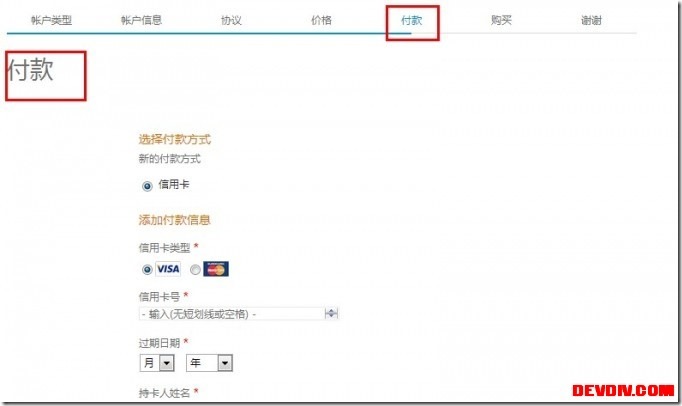 帐户类型 帐户信息 协议 价格 付款 购买 谢谢
付款
选择付款方式
新的付款方式
信用卡
添加付款信息
信用卡类型 *
VISA MasterCard
信用卡号 *
- 输入(无短划线或空格) -
过期日期 *
月 年
持卡人姓名 *
DEVDIV.COM